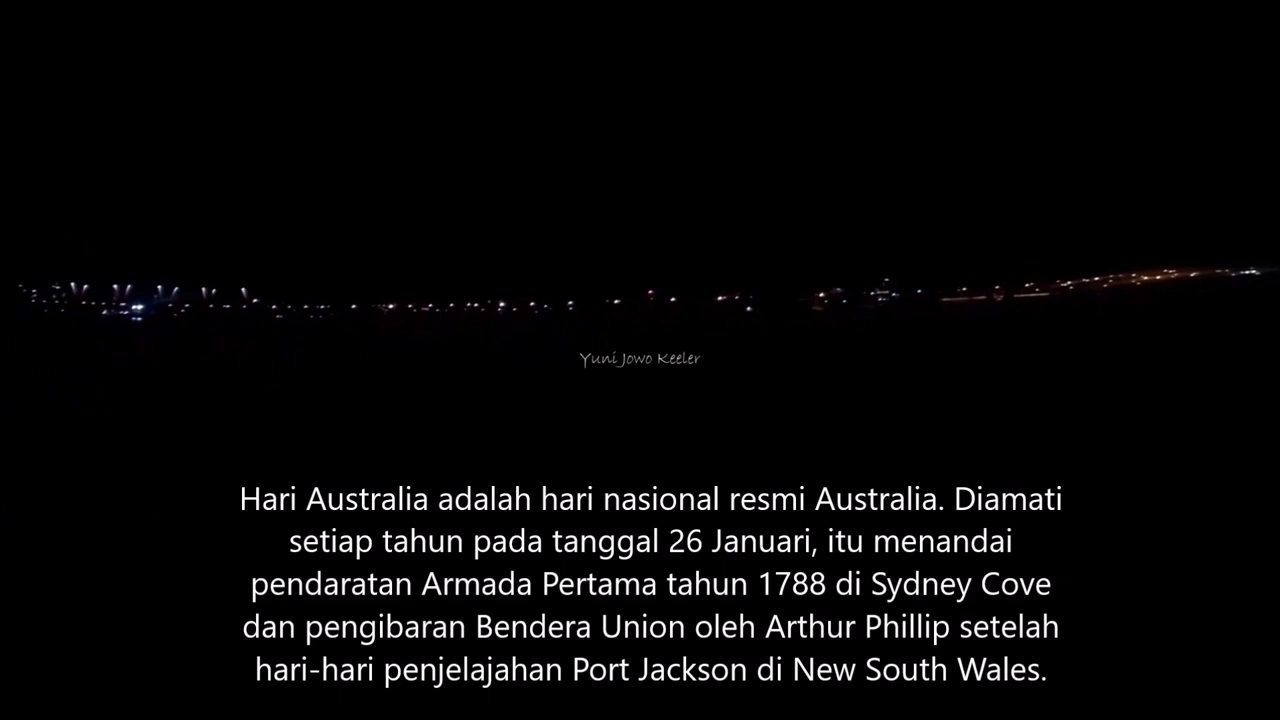 Yuni Jowo Keeler
Hari Australia adalah hari nasional resmi Australia. Diamati
setiap tahun pada tanggal 26 Januari, itu menandai
pendaratan Armada Pertama tahun 1788 di Sydney Cove
dan pengibaran Bendera Union oleh Arthur Phillip setelah
hari-hari penjelajahan Port Jackson di New South Wales.